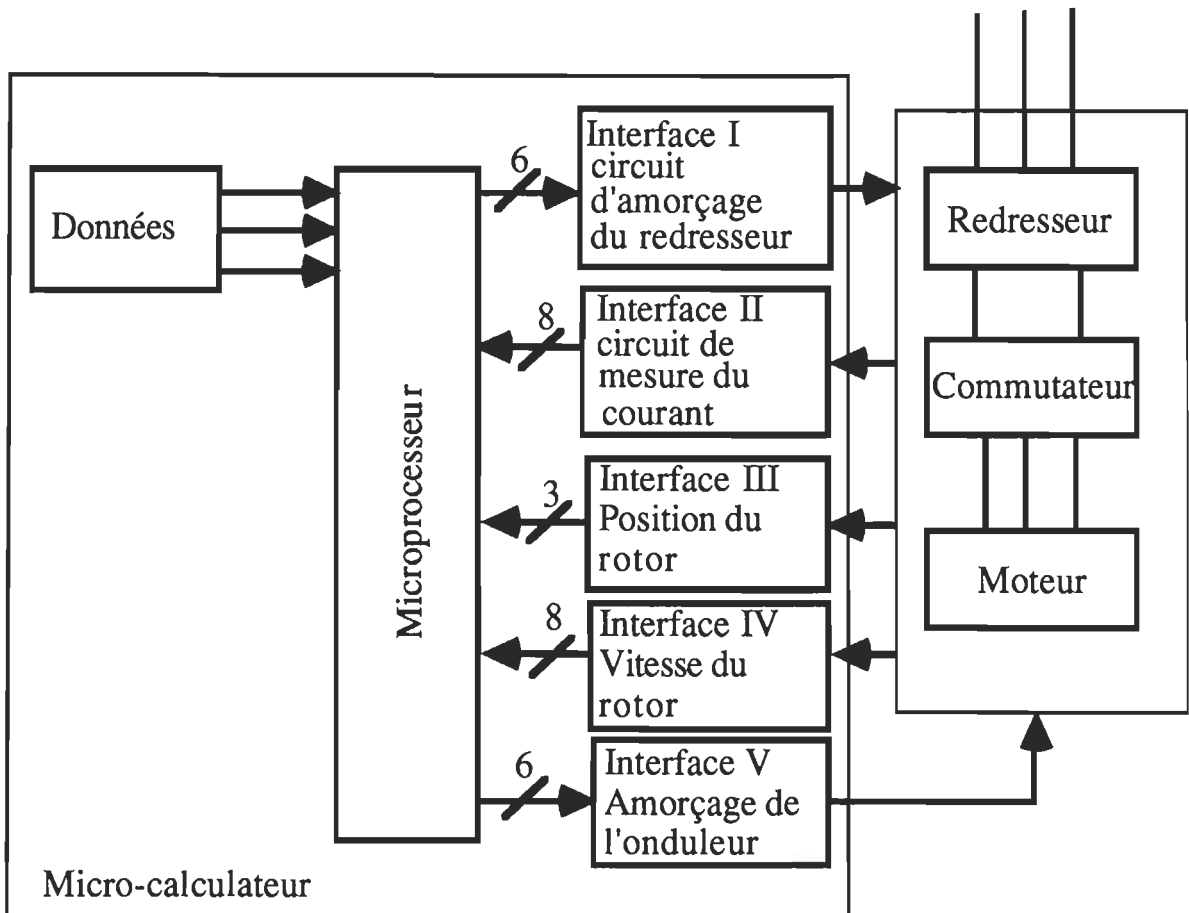 Données
Microprocesseur
6
Interface I
circuit
d'amorçage
du redresseur
8
Interface II
circuit de
mesure du
courant
3
Interface III
Position du
rotor
8
Interface IV
Vitesse du
rotor
6
Interface V
Amorçage de
l'onduleur
Redresseur
Commutateur
Moteur
Micro-calculateur